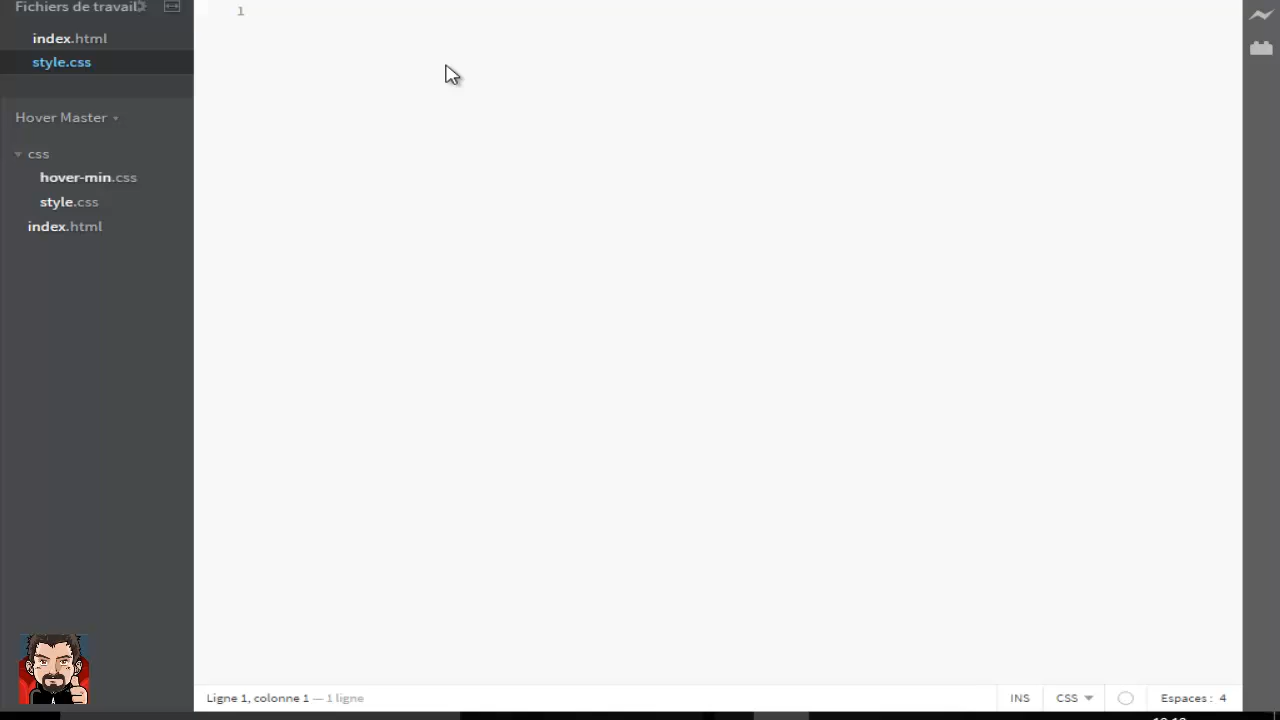 Fichiers de travail
index.html
style.css
Hover Master
css
hover-min.css
style.css
index.html
1
Ligne 1, colonne 1 — 1 ligne
INS
CSS
Espaces : 4